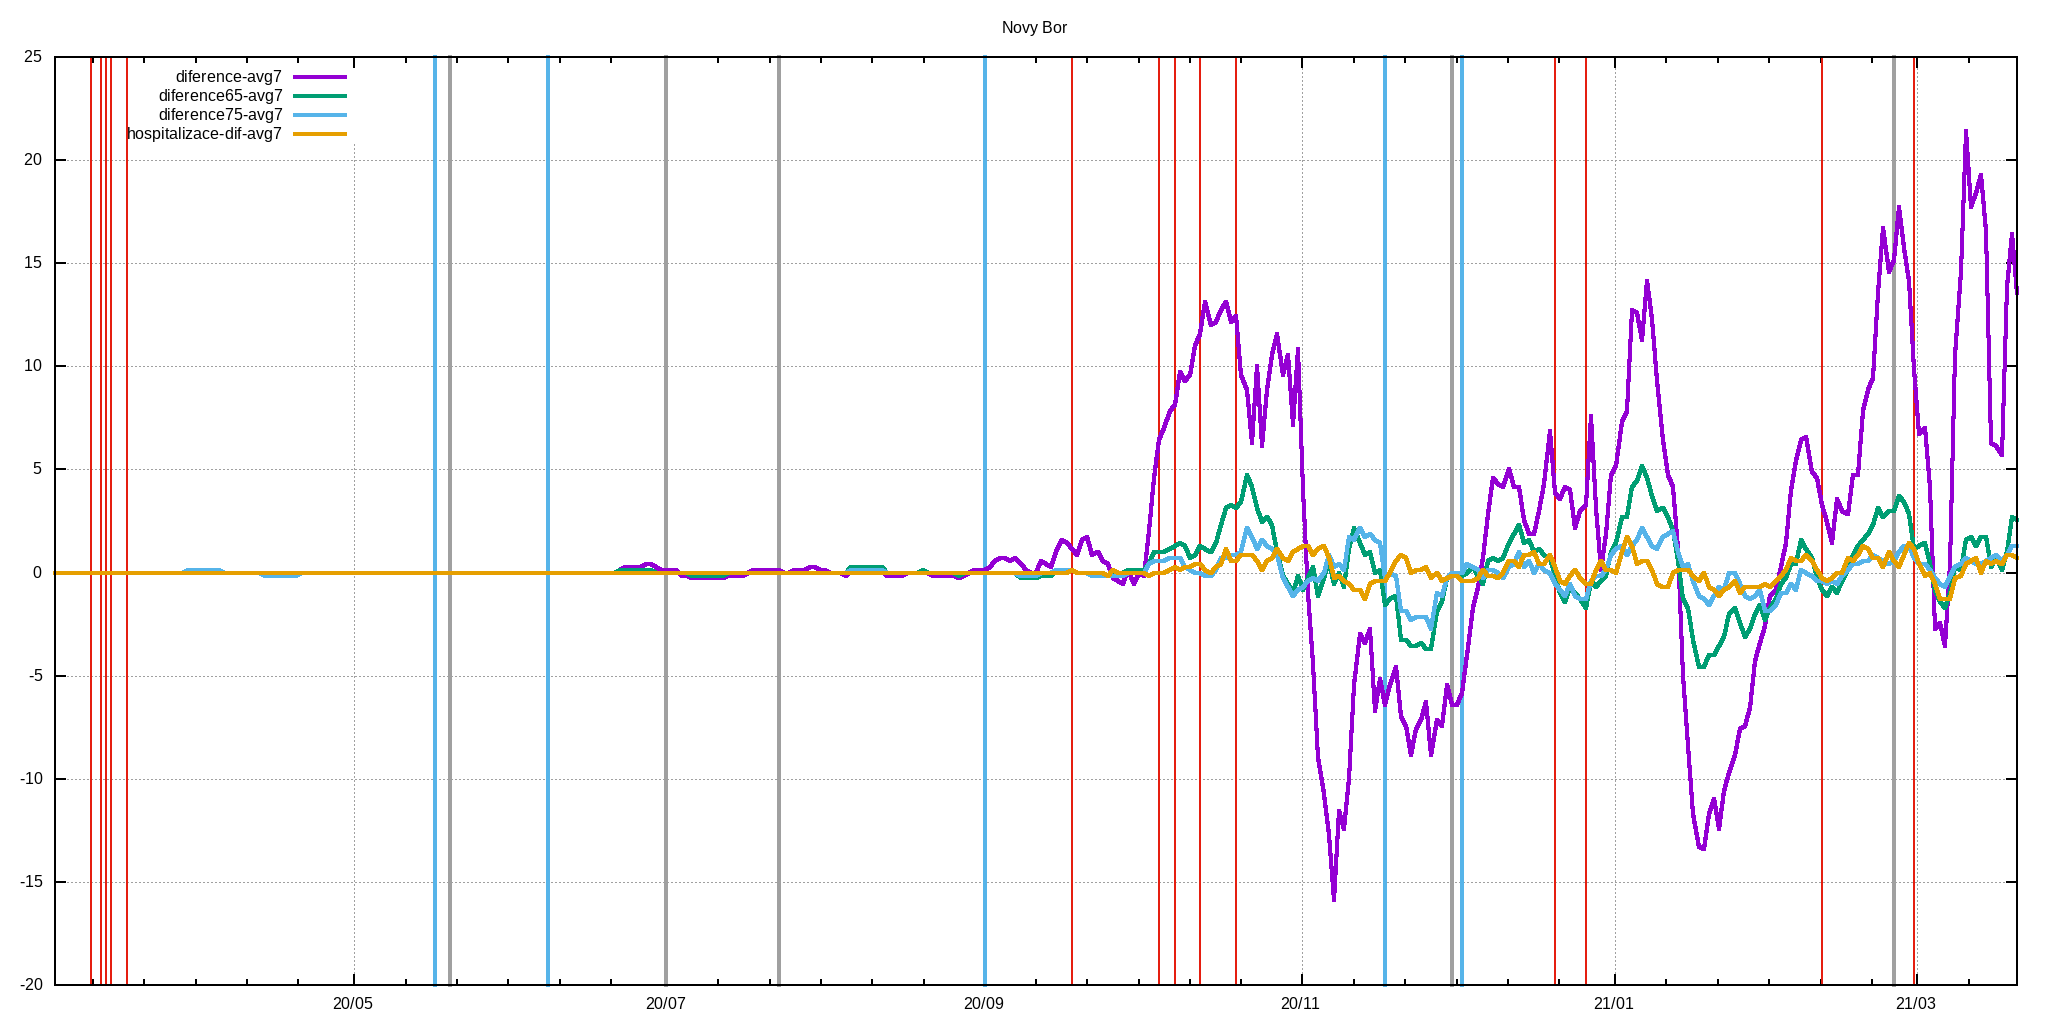 Novy Bor
25
20
15
10
5
0
-5
-10
-15
-20
diference-avg7
diference65-avg7
diference75-avg7
hospitalizace-dif-avg7
20/05 20/07 20/09 20/11 21/01 21/03